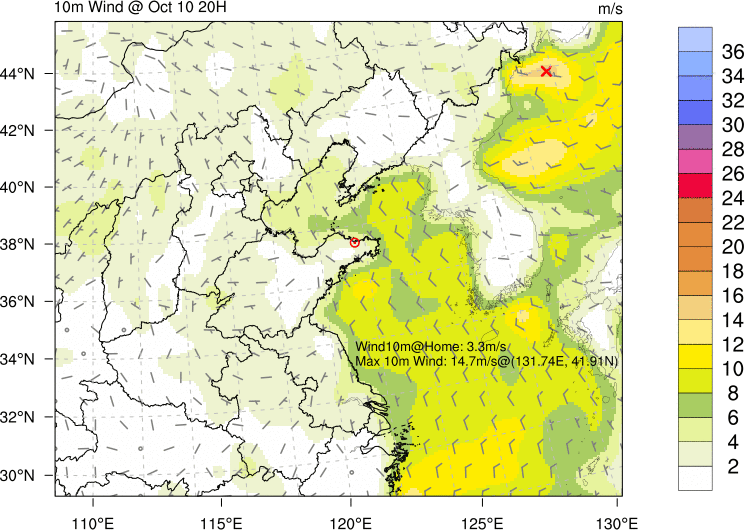 10m Wind @ Oct 10 20H
m/s
44°N
42°N
40°N
38°N
36°N
34°N
32°N
30°N
Wind10m@Home: 3.3m/s
Max 10m Wind: 14.7m/s@(131.74E, 41.91N)
110°E
115°E
120°E
125°E
130°E
36
34
32
30
28
26
24
22
20
18
16
14
12
10
8
6
4
2